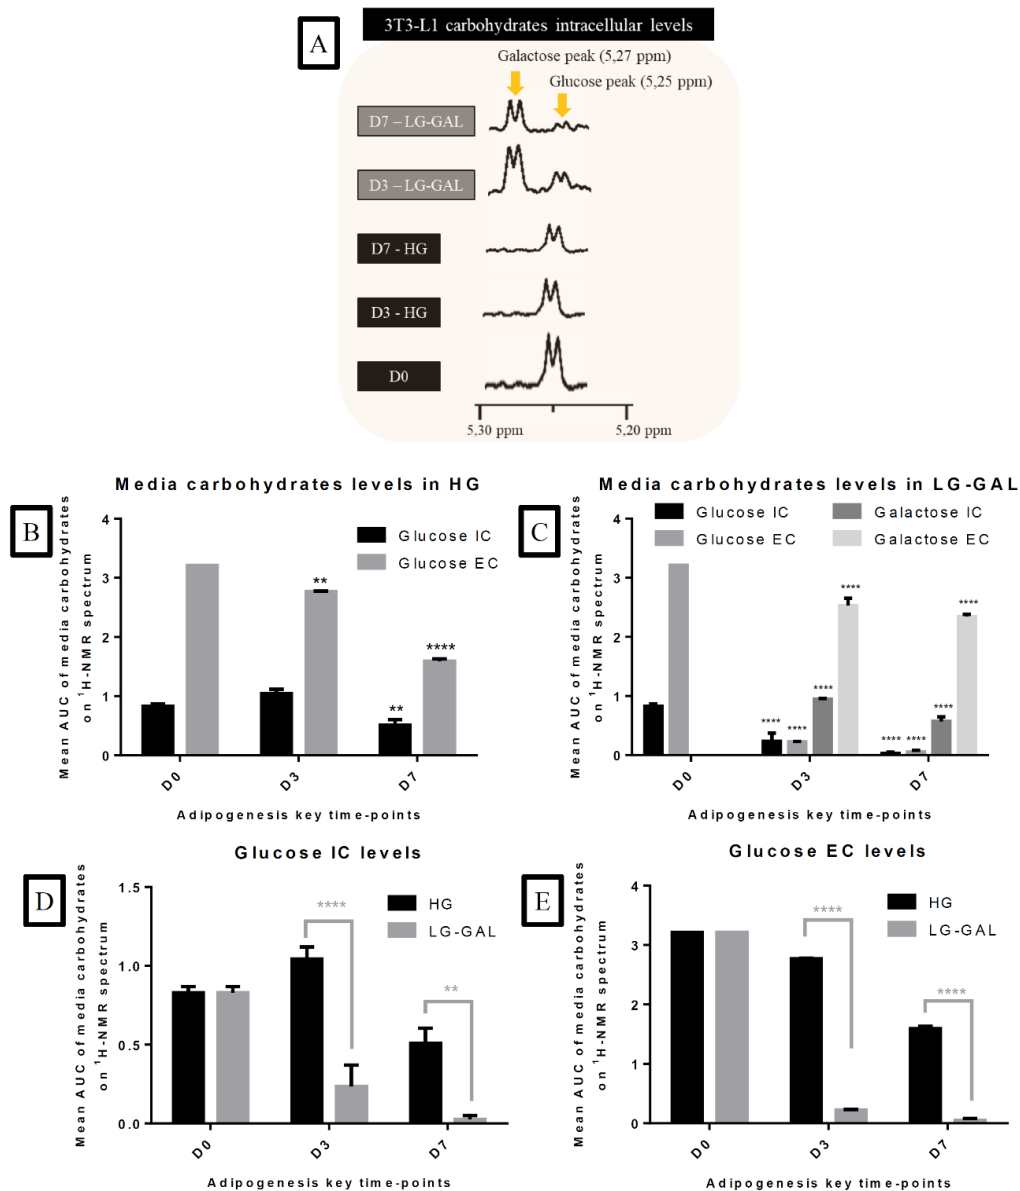 A
3T3-L1 carbohydrates intracellular levels
Galactose peak (5,27 ppm)
Glucose peak (5,25 ppm)
D7 – LG-GAL
D3 – LG-GAL
D7 - HG
D3 - HG
D0
5,30 ppm
5,20 ppm
B
Media carbohydrates levels in HG
Mean AUC of media carbohydrates
on ¹H-NMR spectrum
4
3
2
1
0
Glucose IC
Glucose EC
**
**
****
D0
D3
D7
Adipogenesis key time-points
C
Media carbohydrates levels in LG-GAL
Mean AUC of media carbohydrates
on ¹H-NMR spectrum
4
3
2
1
0
Glucose IC
Glucose EC
Galactose IC
Galactose EC
****
****
****
****
****
****
****
****
D0
D3
D7
Adipogenesis key time-points
D
Glucose IC levels
Mean AUC of media carbohydrates
on ¹H-NMR spectrum
1.5
1.0
0.5
0.0
HG
LG-GAL
****
**
D0
D3
D7
Adipogenesis key time-points
E
Glucose EC levels
Mean AUC of media carbohydrates
on ¹H-NMR spectrum
4
3
2
1
0
HG
LG-GAL
****
****
D0
D3
D7
Adipogenesis key time-points